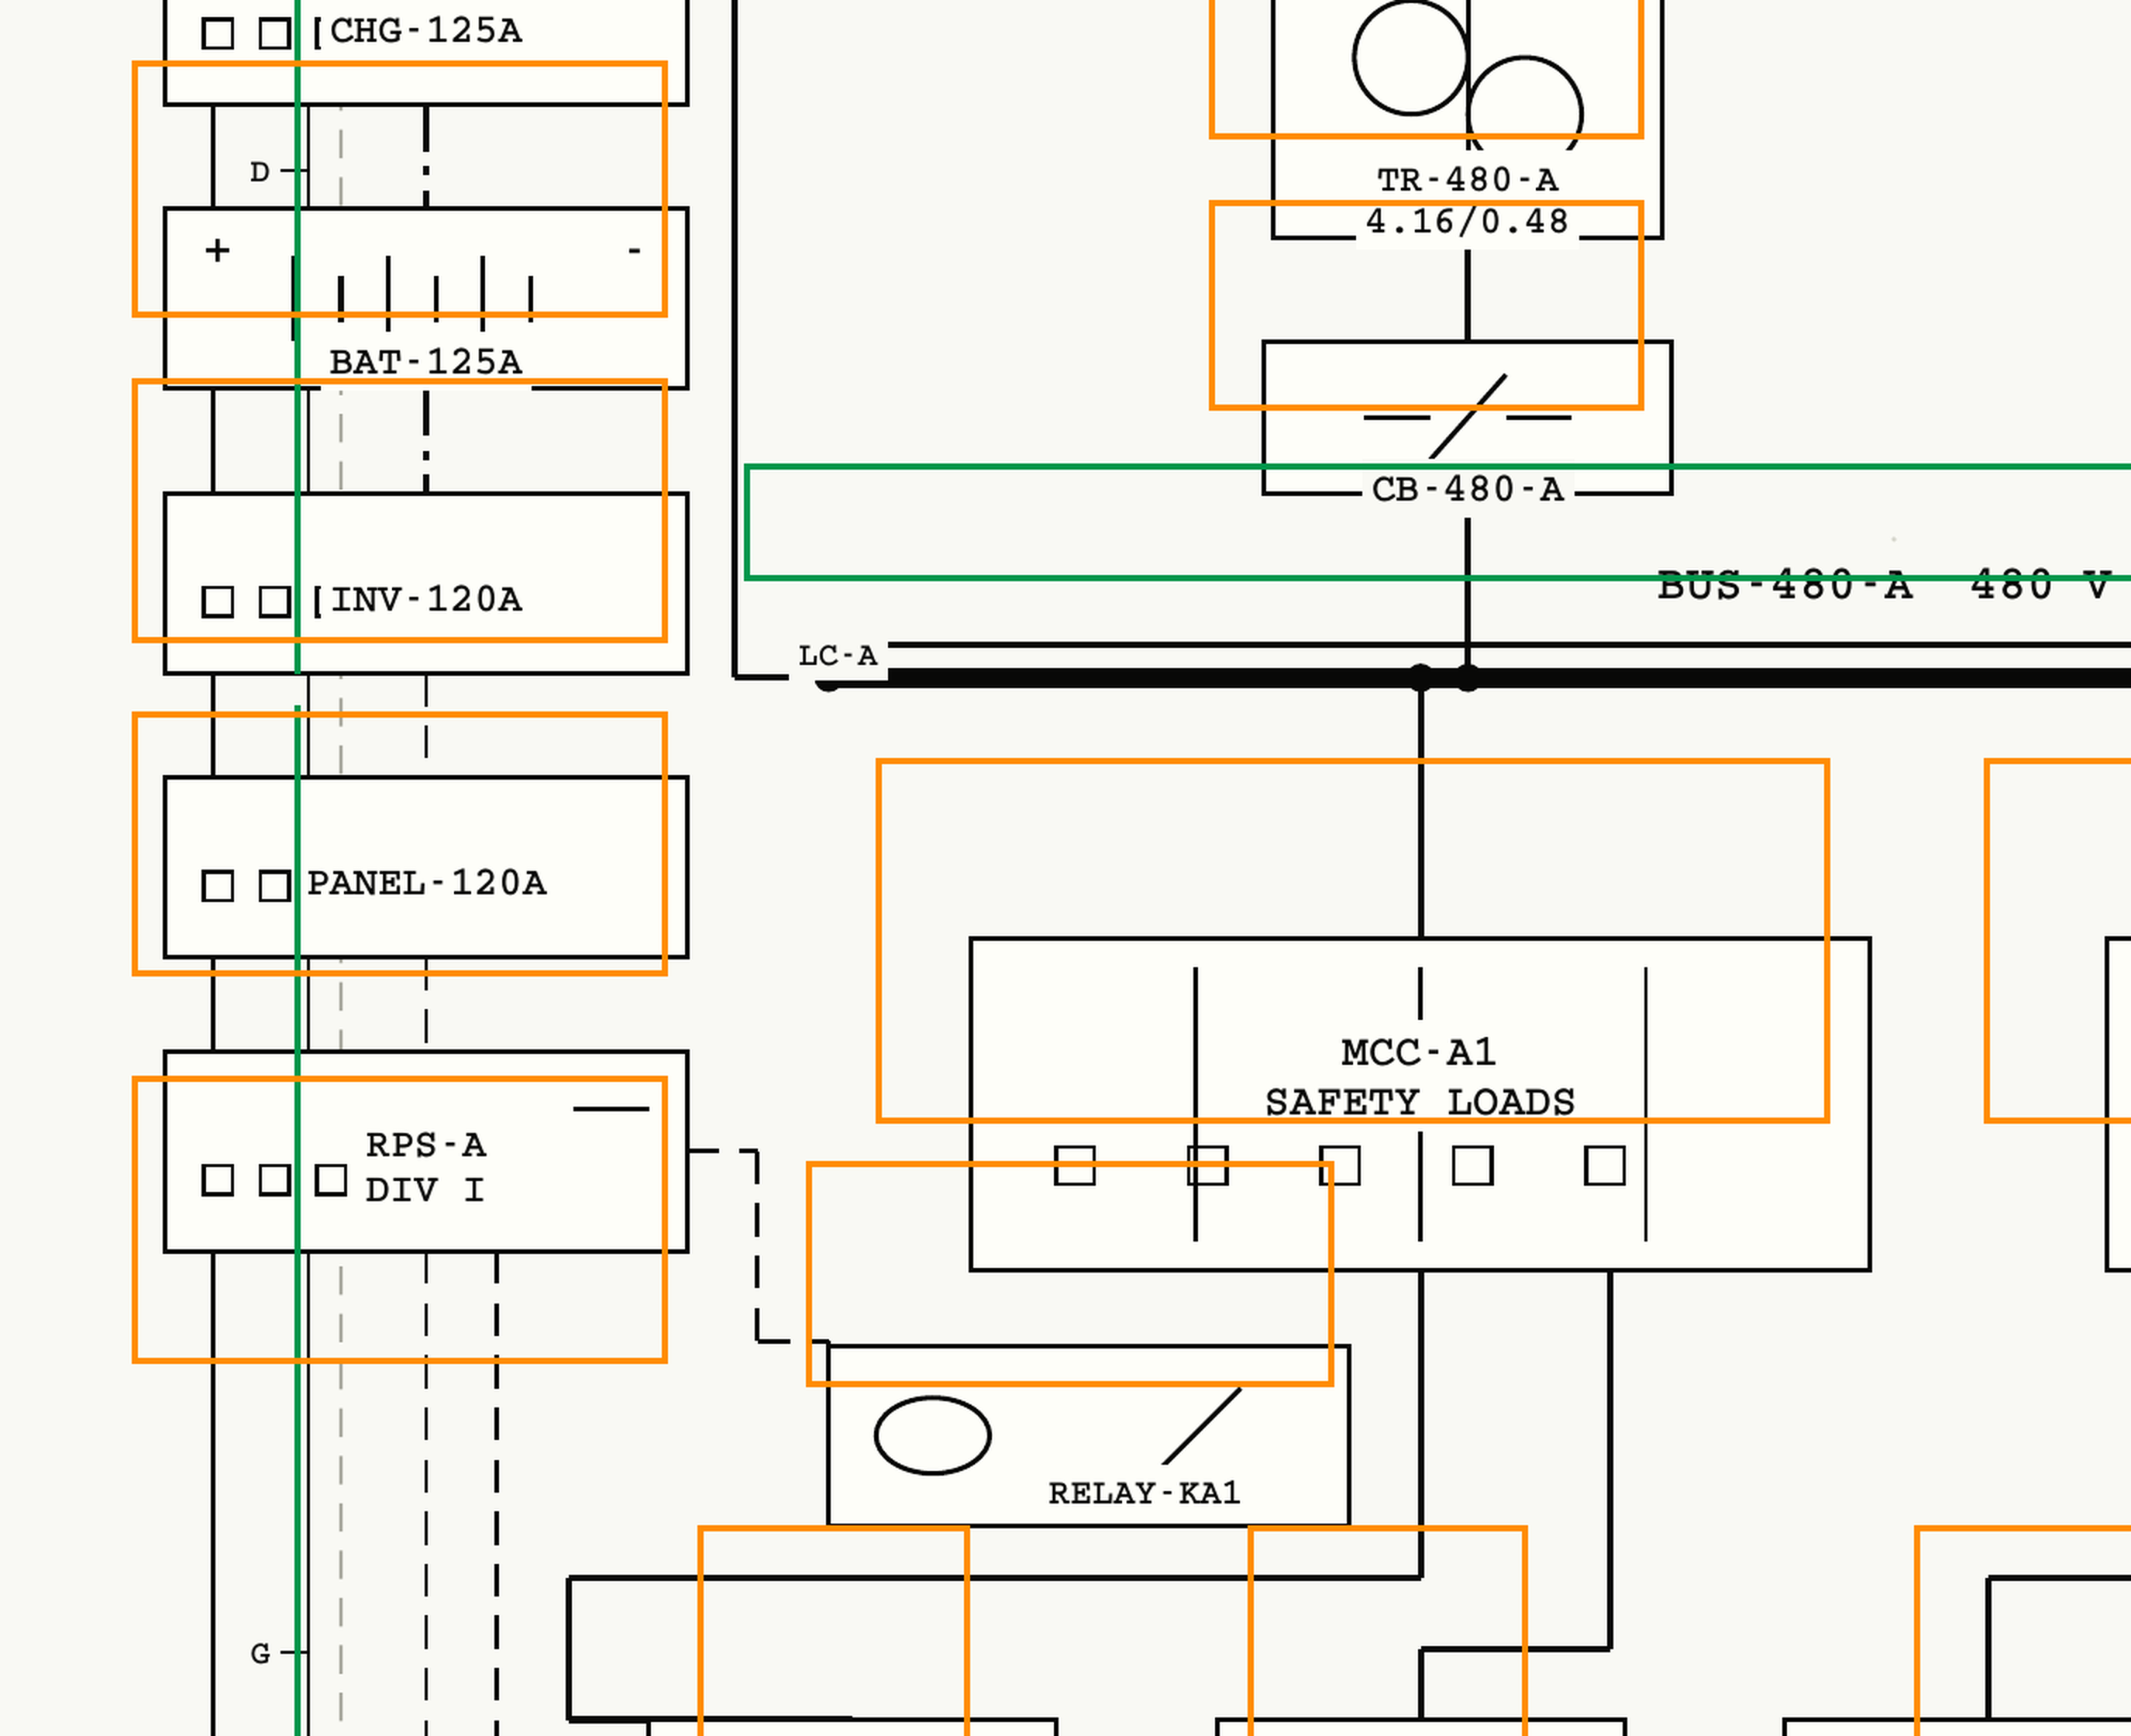 [CHG-125A
D
+ -
BAT-125A
[INV-120A
PANEL-120A
RPS-A
DIV I
G
TR-480-A
4.16/0.48
CB-480-A
BUS-480-A 480 V
LC-A
MCC-A1
SAFETY LOADS
RELAY-KA1